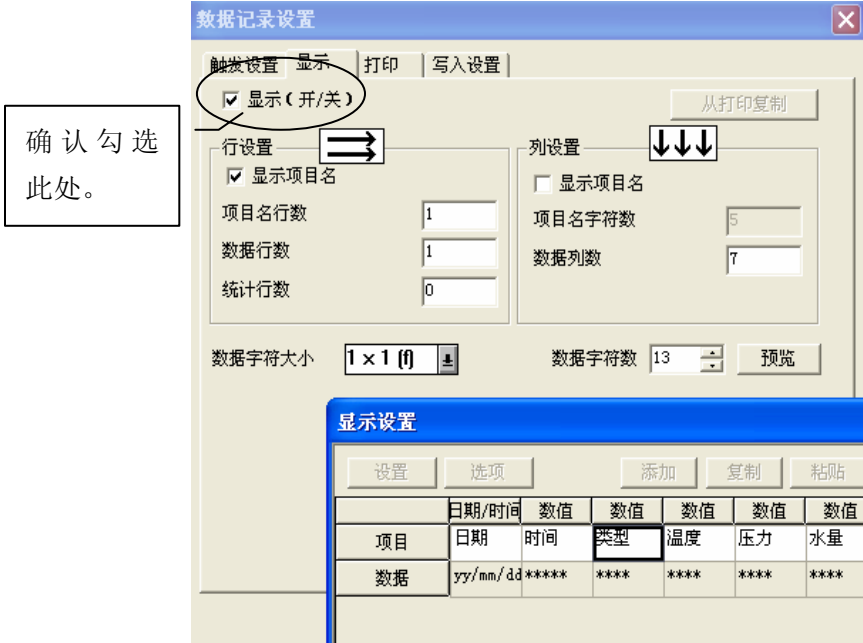 数据记录设置
触发设置 显示 打印 写入设置
显示(开/关)
从打印复制
确认勾选
此处。
行设置
显示项目名
项目名行数 1
数据行数 1
统计行数 0
列设置
显示项目名
项目名字符数 5
数据列数 7
数据字符大小 1×1 (f) 数据字符数 13 预览
显示设置
设置 选项 添加 复制 粘贴
日期/时间 数值 数值 数值 数值 数值
项目 日期 时间 类型 温度 压力 水量
数据 yy/mm/dd ***** **** **** **** ****